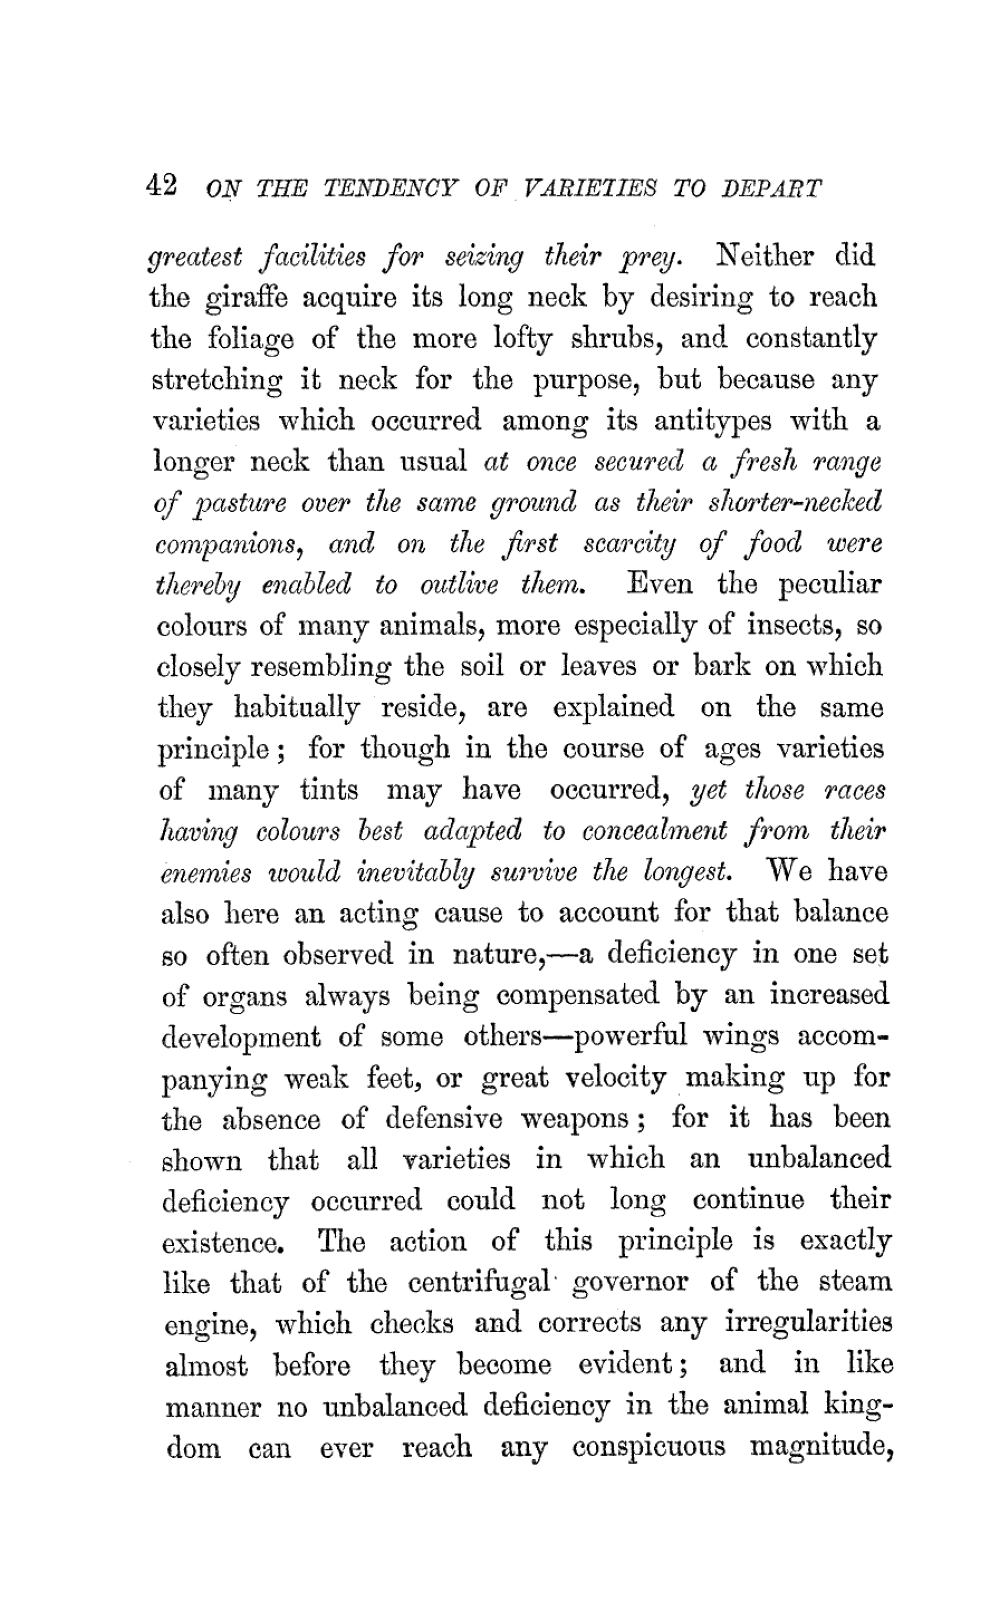 42 ON THE TENDENCY OF VARIETIES TO DEPART
greatest facilities for seizing their prey. Neither did
the giraffe acquire its long neck by desiring to reach
the foliage of the more lofty shrubs, and constantly
stretching it neck for the purpose, but because any
varieties which occurred among its antitypes with a
longer neck than usual at once secured a fresh range
of pasture over the same ground as their shorter-necked
companions, and on the first scarcity of food were
thereby enabled to outlive them. Even the peculiar
colours of many animals, more especially of insects, so
closely resembling the soil or leaves or bark on which
they habitually reside, are explained on the same
principle; for though in the course of ages varieties
of many tints may have occurred, yet those races
having colours best adapted to concealment from their
enemies would inevitably survive the longest. We have
also here an acting cause to account for that balance
so often observed in nature,—a deficiency in one set
of organs always being compensated by an increased
development of some others—powerful wings accom-
panying weak feet, or great velocity making up for
the absence of defensive weapons; for it has been
shown that all varieties in which an unbalanced
deficiency occurred could not long continue their
existence. The action of this principle is exactly
like that of the centrifugal governor of the steam
engine, which checks and corrects any irregularities
almost before they become evident; and in like
manner no unbalanced deficiency in the animal king-
dom can ever reach any conspicuous magnitude,